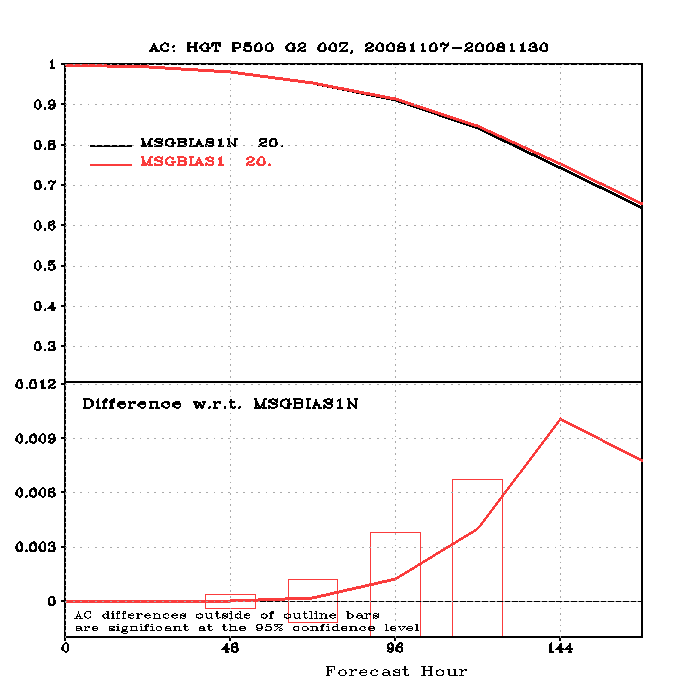 AC: HGT P500 G2 00Z, 20081107-20081130
1
0.9
0.8
MSGBIAS1N 20.
MSGBIAS1 20.
0.7
0.6
0.5
0.4
0.3
0.012
Difference w.r.t. MSGBIAS1N
0.009
0.006
0.003
0
AC differences outside of outline bars
are significant at the 95% confidence level
0 48 96 144
Forecast Hour